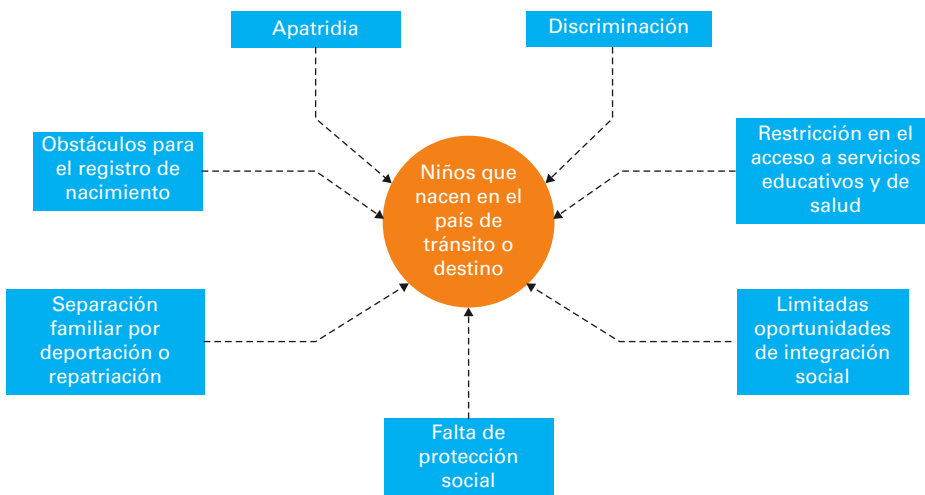 Apatridia
Discriminación
Obstáculos para
el registro de
nacimiento
Niños que
nacen en el
país de
tránsito o
destino
Restricción en el
acceso a servicios
educativos y de
salud
Separación
familiar por
deportación o
repatriación
Limitadas
oportunidades
de integración
social
Falta de
protección
social